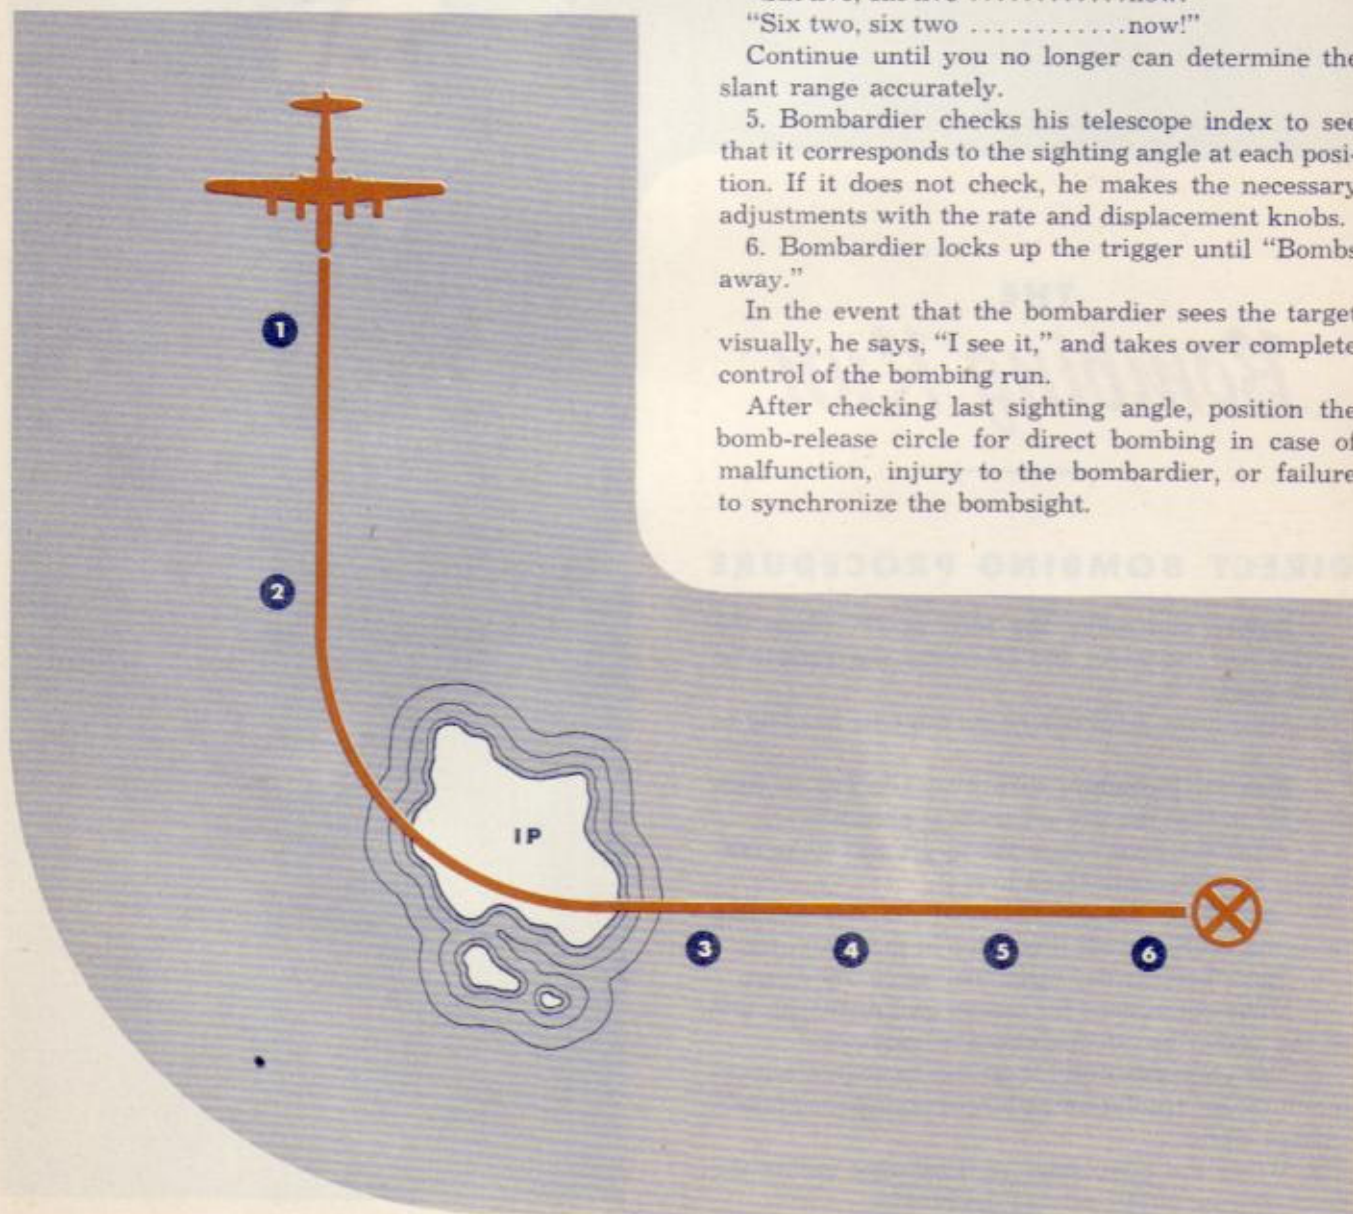 “Six two, six two ............now!”
Continue until you no longer can determine the
slant range accurately.
5. Bombardier checks his telescope index to see
that it corresponds to the sighting angle at each posi-
tion. If it does not check, he makes the necessary
adjustments with the rate and displacement knobs.
6. Bombardier locks up the trigger until “Bombs
away.”
In the event that the bombardier sees the target
visually, he says, “I see it,” and takes over complete
control of the bombing run.
After checking last sighting angle, position the
bomb-release circle for direct bombing in case of
malfunction, injury to the bombardier, or failure
to synchronize the bombsight.
DIRECT BOMBING PROCEDURE
1
2
IP
3 4 5 6